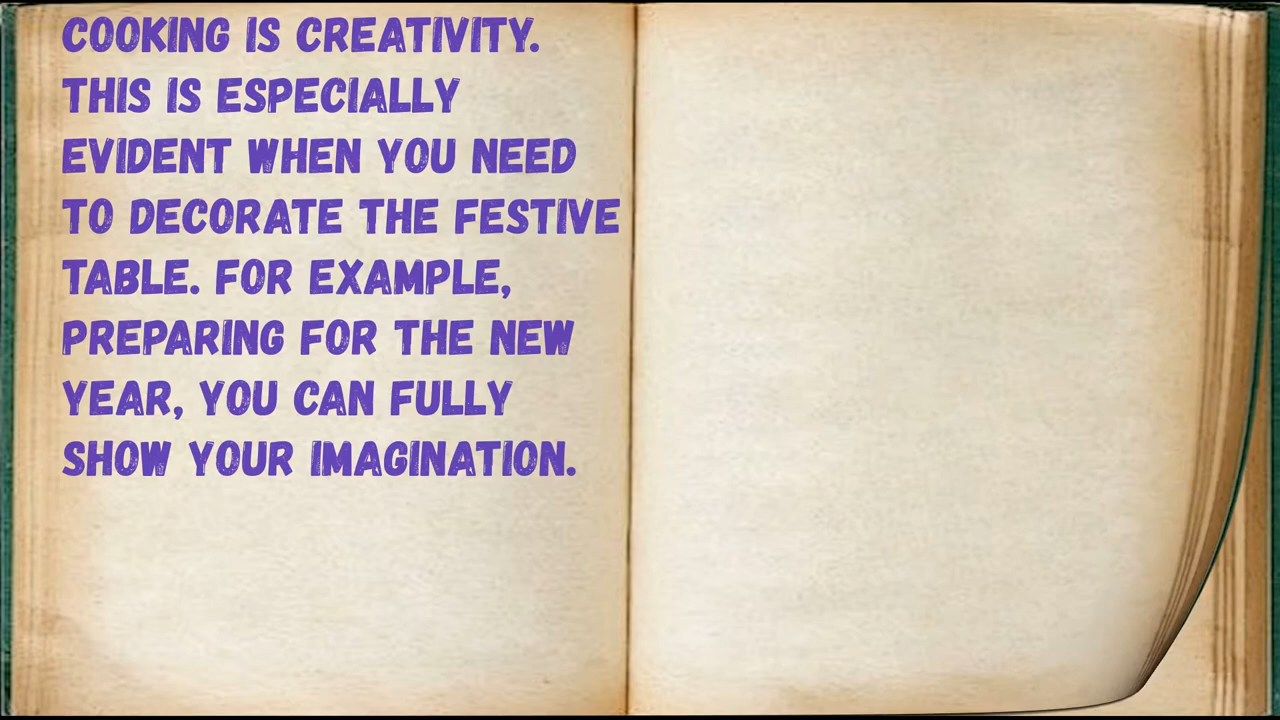 COOKING IS CREATIVITY.
THIS IS ESPECIALLY
EVIDENT WHEN YOU NEED
TO DECORATE THE FESTIVE
TABLE. FOR EXAMPLE,
PREPARING FOR THE NEW
YEAR, YOU CAN FULLY
SHOW YOUR IMAGINATION.